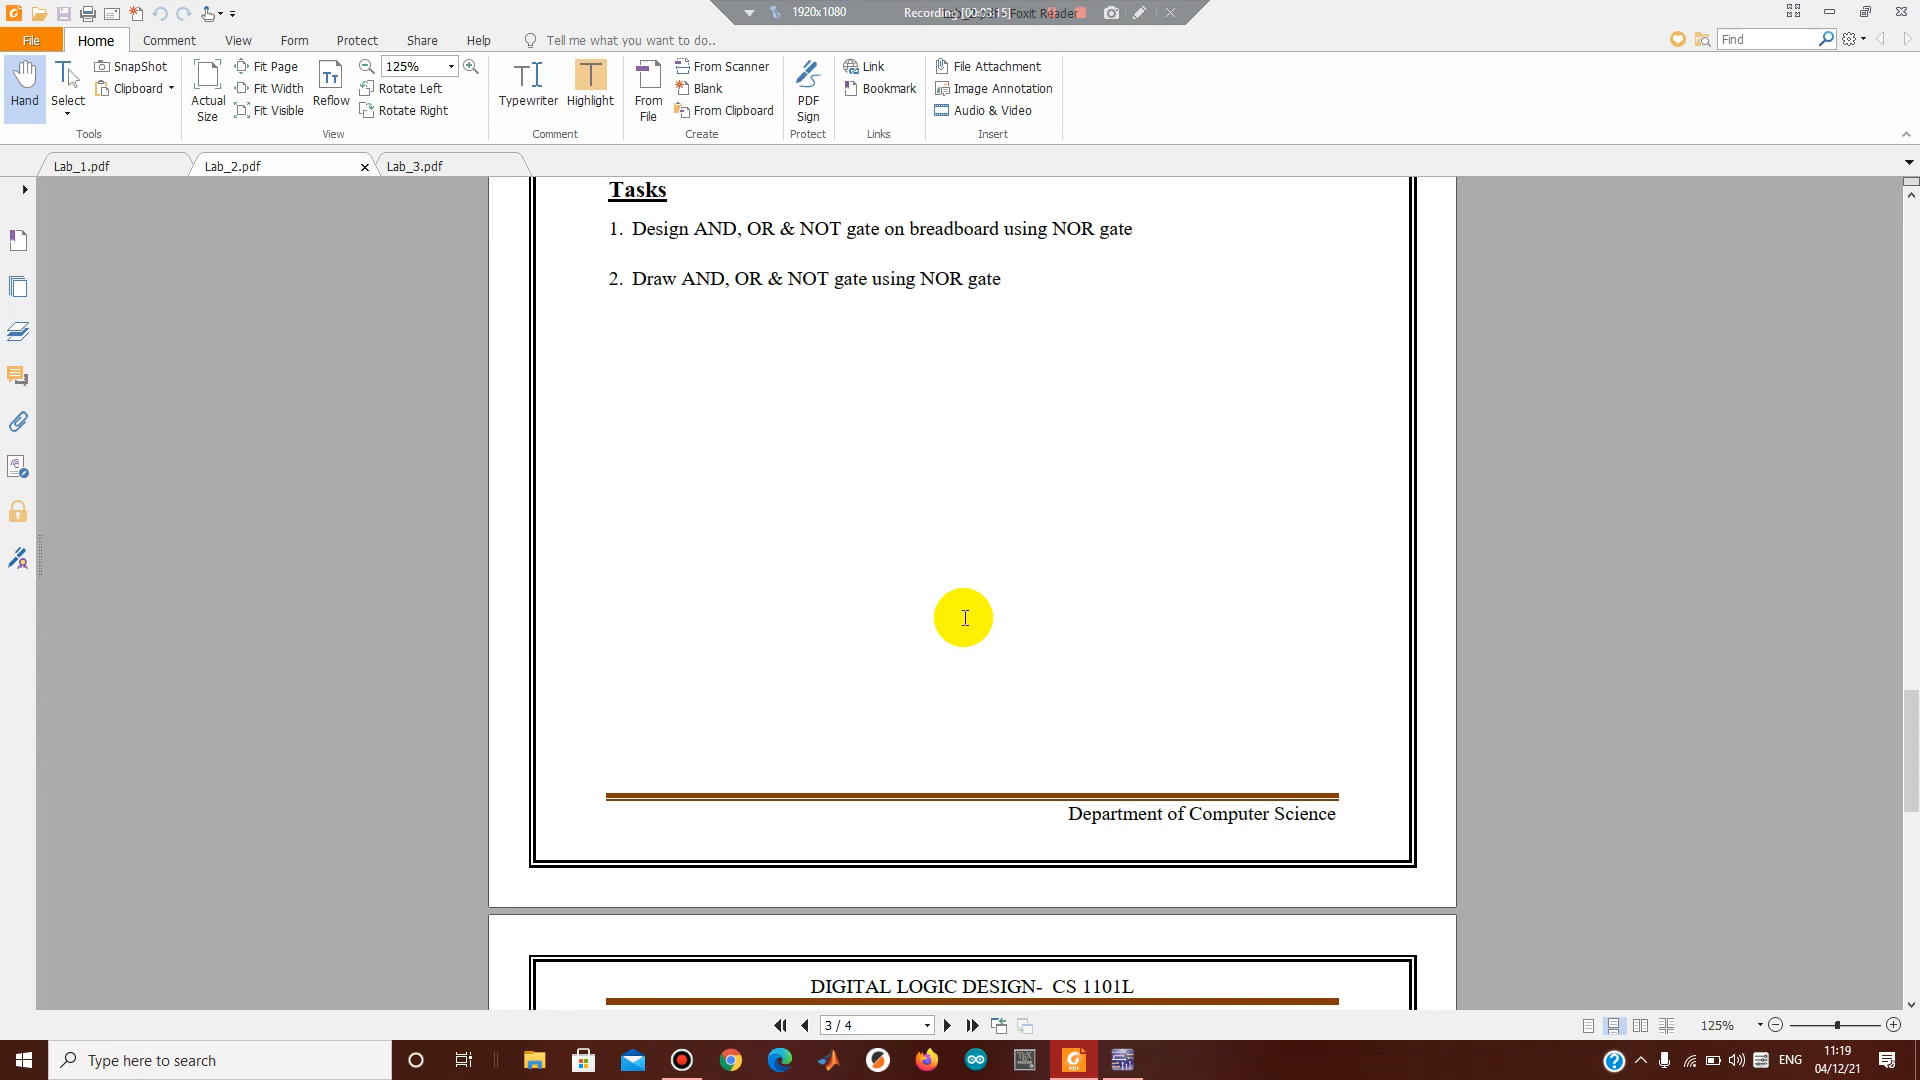 1920x1080
Recording [00:03:15]
Foxit Reader
File
Home
Comment
View
Form
Protect
Share
Help
Tell me what you want to do..
Find
Hand
Select
SnapShot
Clipboard
Tools
Actual Size
Fit Page
Fit Width
Fit Visible
Reflow
125%
Rotate Left
Rotate Right
View
Typewriter
Highlight
Comment
From File
From Scanner
Blank
From Clipboard
Create
PDF Sign
Protect
Link
Bookmark
Links
File Attachment
Image Annotation
Audio & Video
Insert
Lab_1.pdf
Lab_2.pdf
Lab_3.pdf
Tasks
1. Design AND, OR & NOT gate on breadboard using NOR gate
2. Draw AND, OR & NOT gate using NOR gate
Department of Computer Science
DIGITAL LOGIC DESIGN- CS 1101L
3 / 4
125%
Type here to search
ENG
11:19
04/12/21